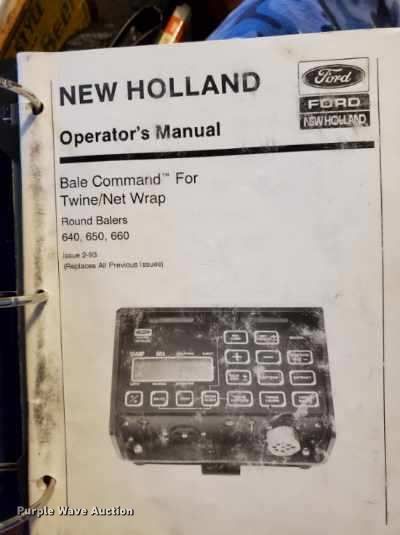 NEW HOLLAND
Ford
FORD
NEW HOLLAND
Operator's Manual
Bale Command™ For
Twine/Net Wrap
Round Balers
640, 650, 660
Issue 2-93
(Replaces All Previous Issues)
Purple Wave Auction